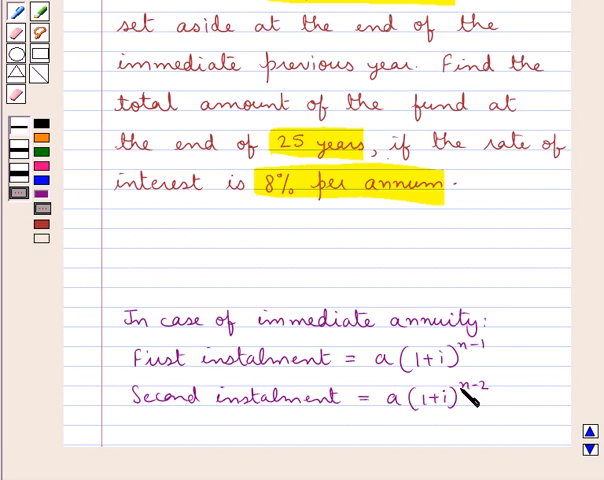 set aside at the end of the
immediate previous year. Find the
total amount of the fund at
the end of 25 years, if the rate of
interest is 8% per annum.
In case of immediate annuity:
First instalment = a(1+i)^n-1
Second instalment = a(1+i)^n-2